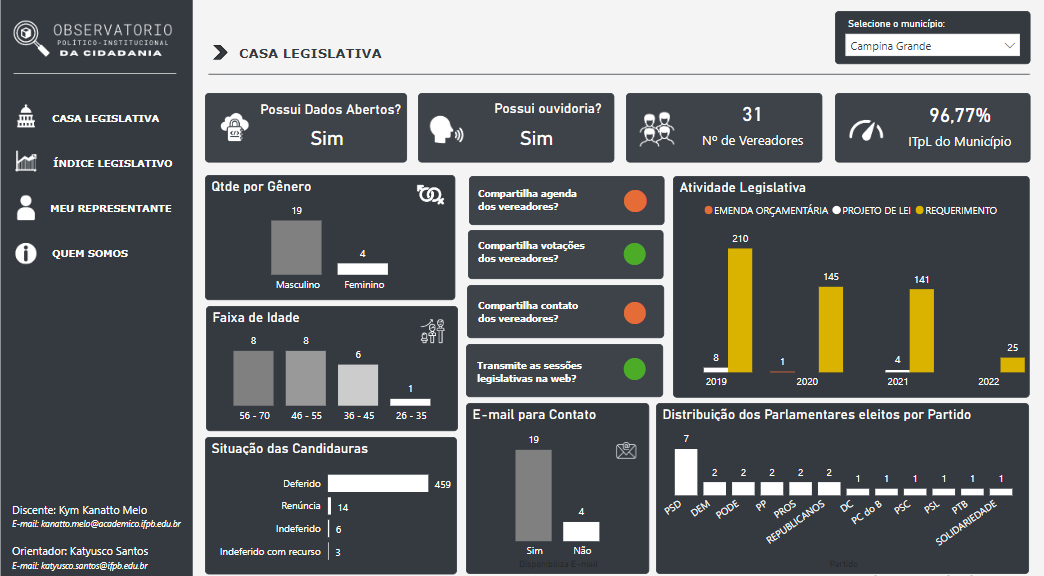 OBSERVATORIO
POLÍTICO-INSTITUCIONAL
DA CIDADANIA
CASA LEGISLATIVA
ÍNDICE LEGISLATIVO
MEU REPRESENTANTE
QUEM SOMOS
Discente: Kym Kanatto Melo
E-mail: kanatto.melo@academico.ifpb.edu.br
Orientador: Katyusco Santos
E-mail: katyusco.santos@ifpb.edu.br
CASA LEGISLATIVA
Selecione o município:
Campina Grande
Possui Dados Abertos?
Sim
Possui ouvidoria?
Sim
31
Nº de Vereadores
96,77%
ITpL do Município
Qtde por Gênero
19
4
Masculino Feminino
Faixa de Idade
8 8 6 1
56 - 70 46 - 55 36 - 45 26 - 35
Situação das Candidauras
Deferido 459
Renúncia 14
Indeferido 6
Indeferido com recurso 3
Compartilha agenda
dos vereadores?
Compartilha votações
dos vereadores?
Compartilha contato
dos vereadores?
Transmite as sessões
legislativas na web?
E-mail para Contato
19
4
Sim Não
Disponibiliza E-mail
Atividade Legislativa
EMENDA ORÇAMENTÁRIA PROJETO DE LEI REQUERIMENTO
8 210 1 145 4 141 25
2019 2020 2021 2022
Distribuição dos Parlamentares eleitos por Partido
7 2 2 2 2 2 1 1 1 1 1 1
PSD DEM PODE PP PROS REPUBLICANOS DC PC do B PSC PSL PTB SOLIDARIEDADE
Partido